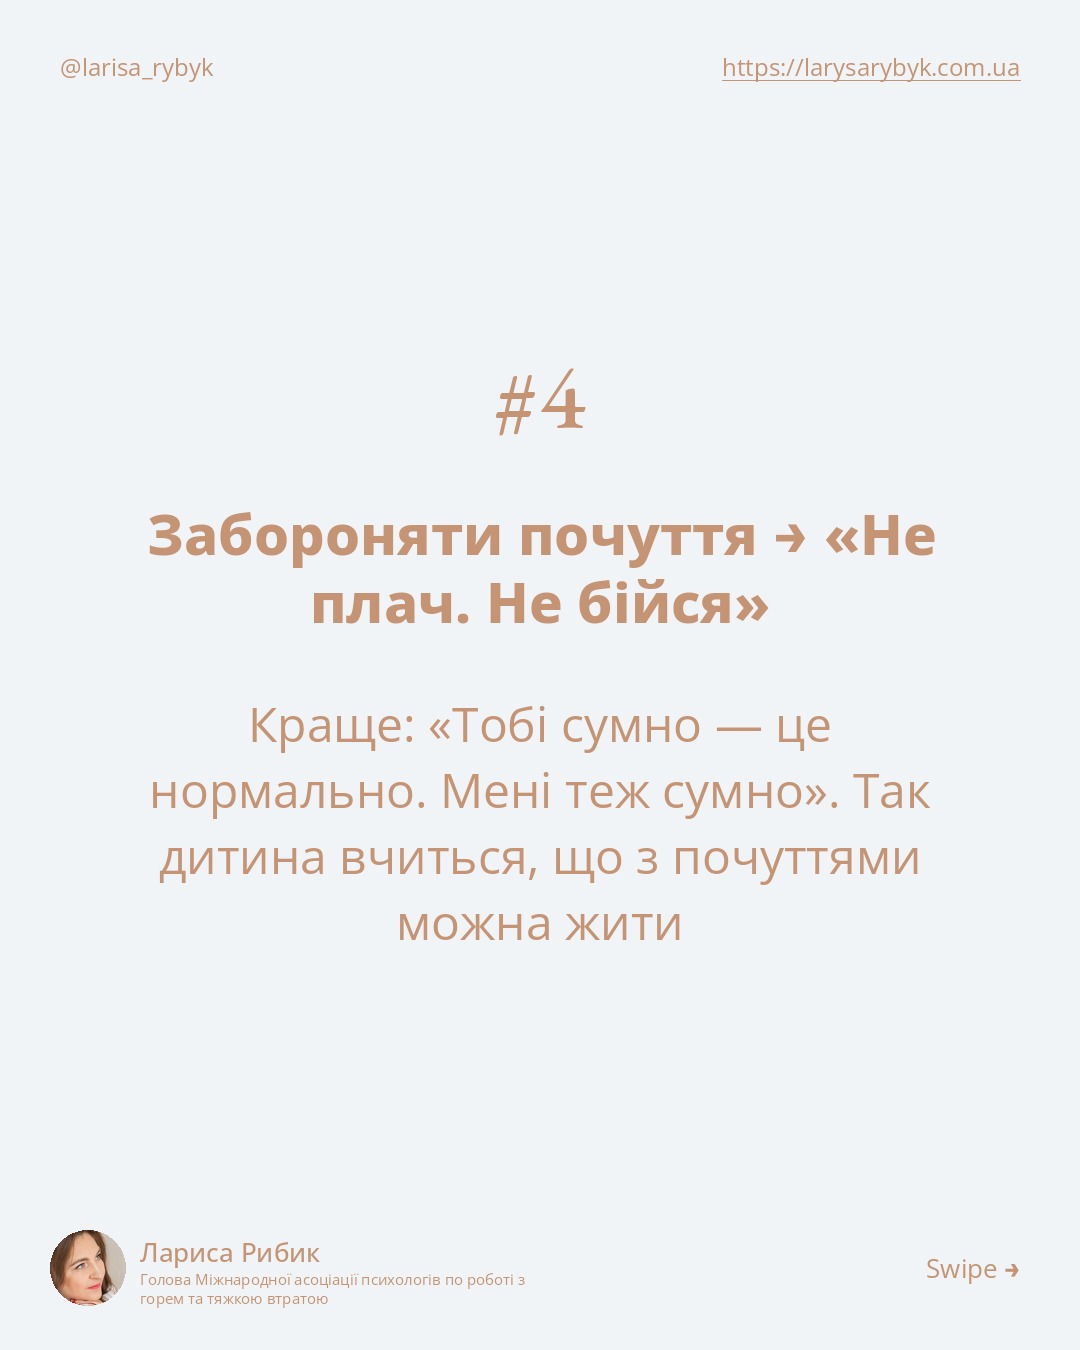 @larisa_rybyk
https://larysarybyk.com.ua
#4
Забороняти почуття → «Не
плач. Не бійся»
Краще: «Тобі сумно — це
нормально. Мені теж сумно». Так
дитина вчиться, що з почуттями
можна жити
Лариса Рибик
Голова Міжнародної асоціації психологів по роботі з
горем та тяжкою втратою
Swipe →